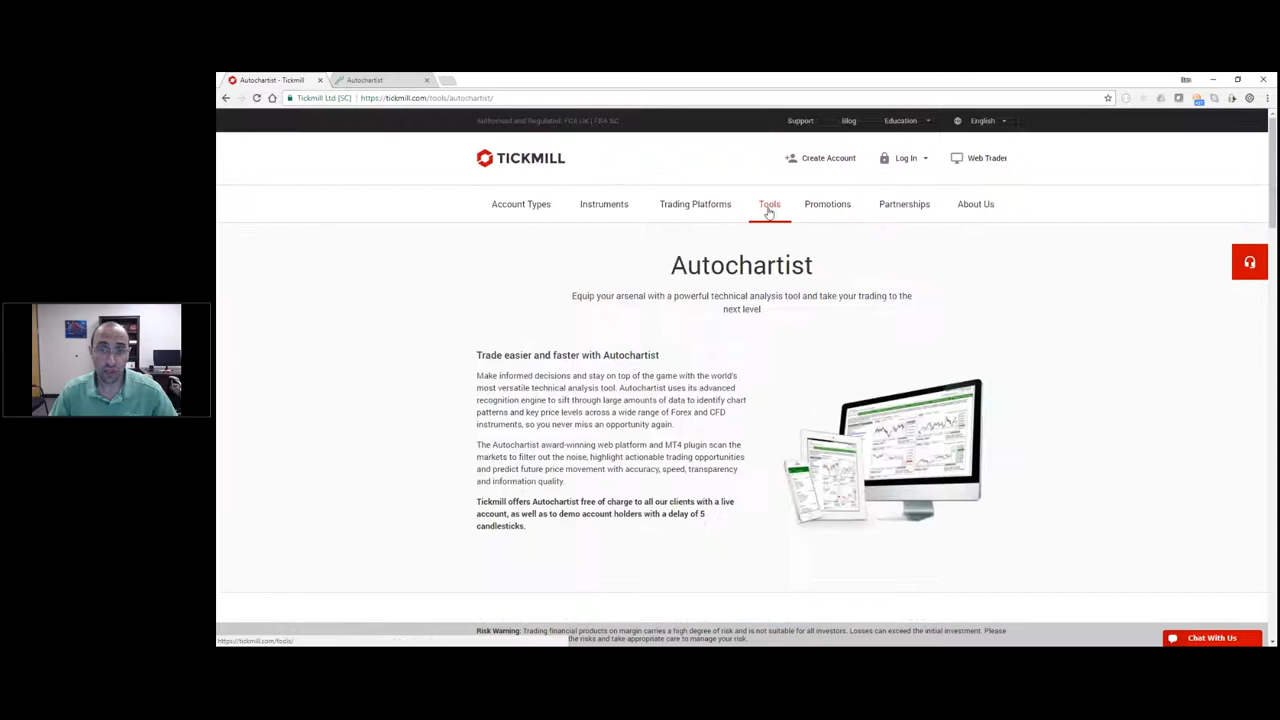 Autochartist - Tickmill
Autochartist
Tickmill Ltd [SC] | https://tickmill.com/tools/autochartist/
Authorised and Regulated: FCA UK | FSA SC
Support Blog Education English
TICKMILL
Create Account Log In Web Trader
Account Types Instruments Trading Platforms Tools Promotions Partnerships About Us
Autochartist
Equip your arsenal with a powerful technical analysis tool and take your trading to the
next level
Trade easier and faster with Autochartist
Make informed decisions and stay on top of the game with the world's
most versatile technical analysis tool. Autochartist uses its advanced
recognition engine to sift through large amounts of data to identify chart
patterns and key price levels across a wide range of Forex and CFD
instruments, so you never miss an opportunity again.
The Autochartist award-winning web platform and MT4 plugin scan the
markets to filter out the noise, highlight actionable trading opportunities
and predict future price movement with accuracy, speed, transparency
and information quality.
Tickmill offers Autochartist free of charge to all our clients with a live
account, as well as to demo account holders with a delay of 5
candlesticks.
Risk Warning: Trading financial products on margin carries a high degree of risk and is not suitable for all investors. Losses can exceed the initial investment. Please
the risks and take appropriate care to manage your risk.
https://tickmill.com/tools/
Chat With Us